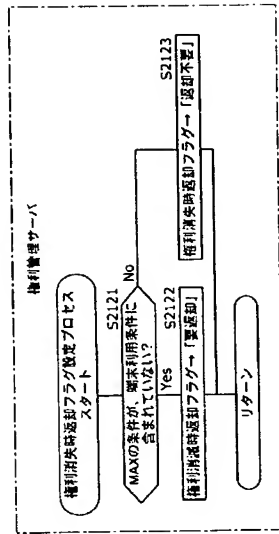 権利管理サーバ
権利消失時返却フラグ設定プロセス
スタート
S2121
MAXの条件が、端末利用条件に
含まれていない?
No
Yes
S2122
権利消滅時返却フラグ→「要返却」
S2123
権利消失時返却フラグ→「返却不要」
リターン